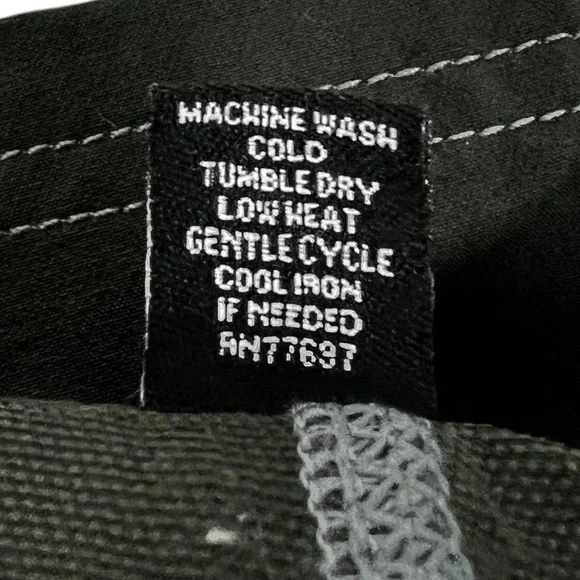 MACHINE WASH
COLD
TUMBLE DRY
LOW HEAT
GENTLE CYCLE
COOL IRON
IF NEEDED
RN77697